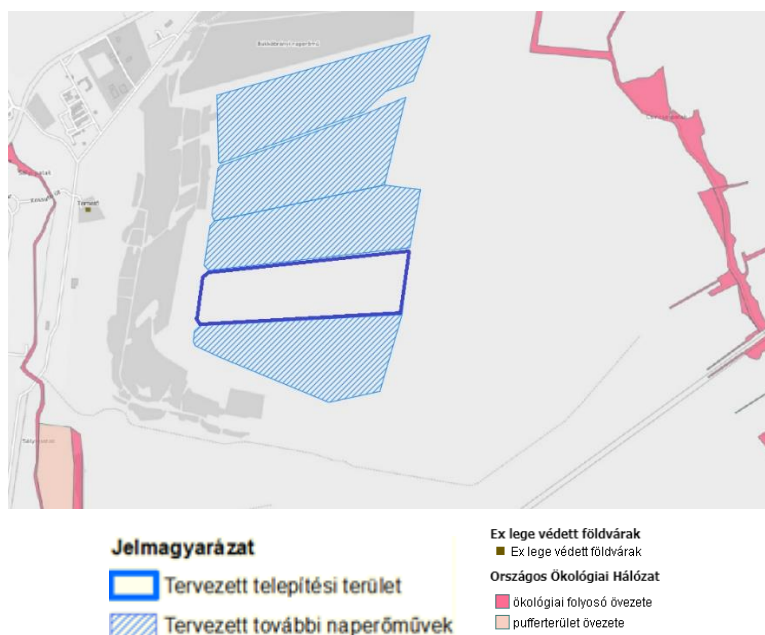 Jelmagyarázat
Tervezett telepítési terület
Tervezett további naperőművek
Ex lege védett földvárak
Ex lege védett földvárak
Országos Ökológiai Hálózat
ökológiai folyosó övezete
pufferterület övezete